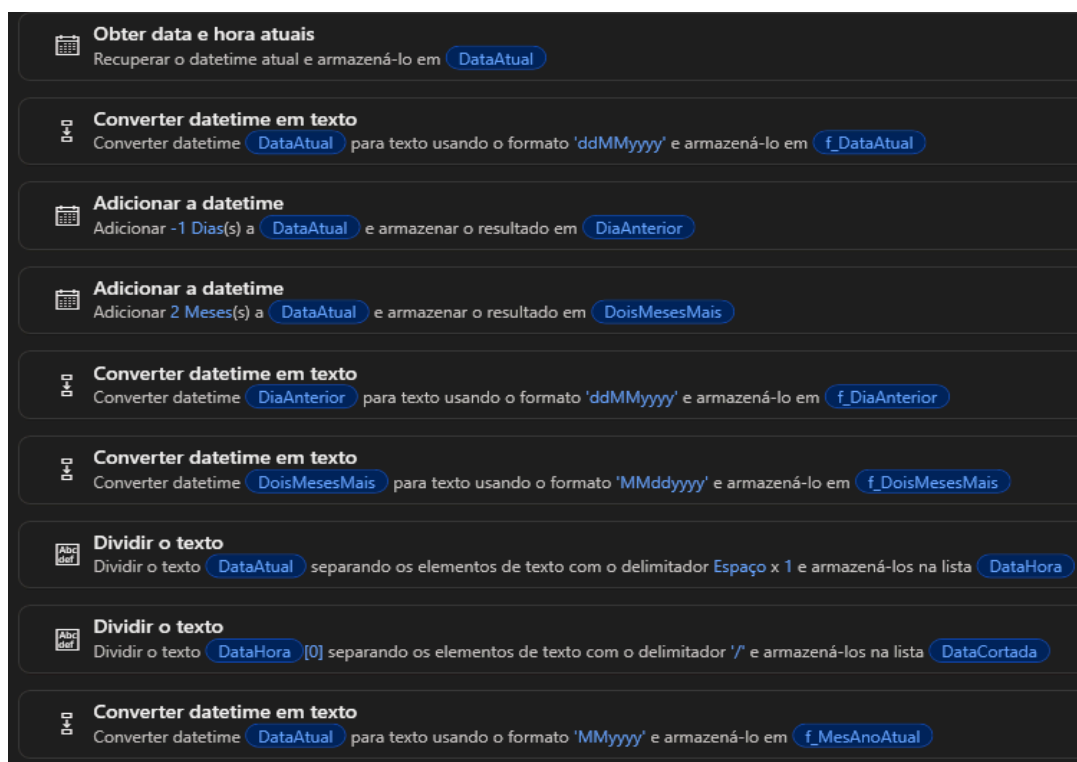 Obter data e hora atuais
Recuperar o datetime atual e armazená-lo em DataAtual
Converter datetime em texto
Converter datetime DataAtual para texto usando o formato 'ddMMyyyy' e armazená-lo em f_DataAtual
Adicionar a datetime
Adicionar -1 Dias(s) a DataAtual e armazenar o resultado em DiaAnterior
Adicionar a datetime
Adicionar 2 Meses(s) a DataAtual e armazenar o resultado em DoisMesesMais
Converter datetime em texto
Converter datetime DiaAnterior para texto usando o formato 'ddMMyyyy' e armazená-lo em f_DiaAnterior
Converter datetime em texto
Converter datetime DoisMesesMais para texto usando o formato 'MMddyyyy' e armazená-lo em f_DoisMesesMais
Abc def Dividir o texto
Dividir o texto DataAtual separando os elementos de texto com o delimitador Espaço x 1 e armazená-los na lista DataHora
Abc def Dividir o texto
Dividir o texto DataHora [0] separando os elementos de texto com o delimitador '/' e armazená-los na lista DataCortada
Converter datetime em texto
Converter datetime DataAtual para texto usando o formato 'MMyyyy' e armazená-lo em f_MesAnoAtual